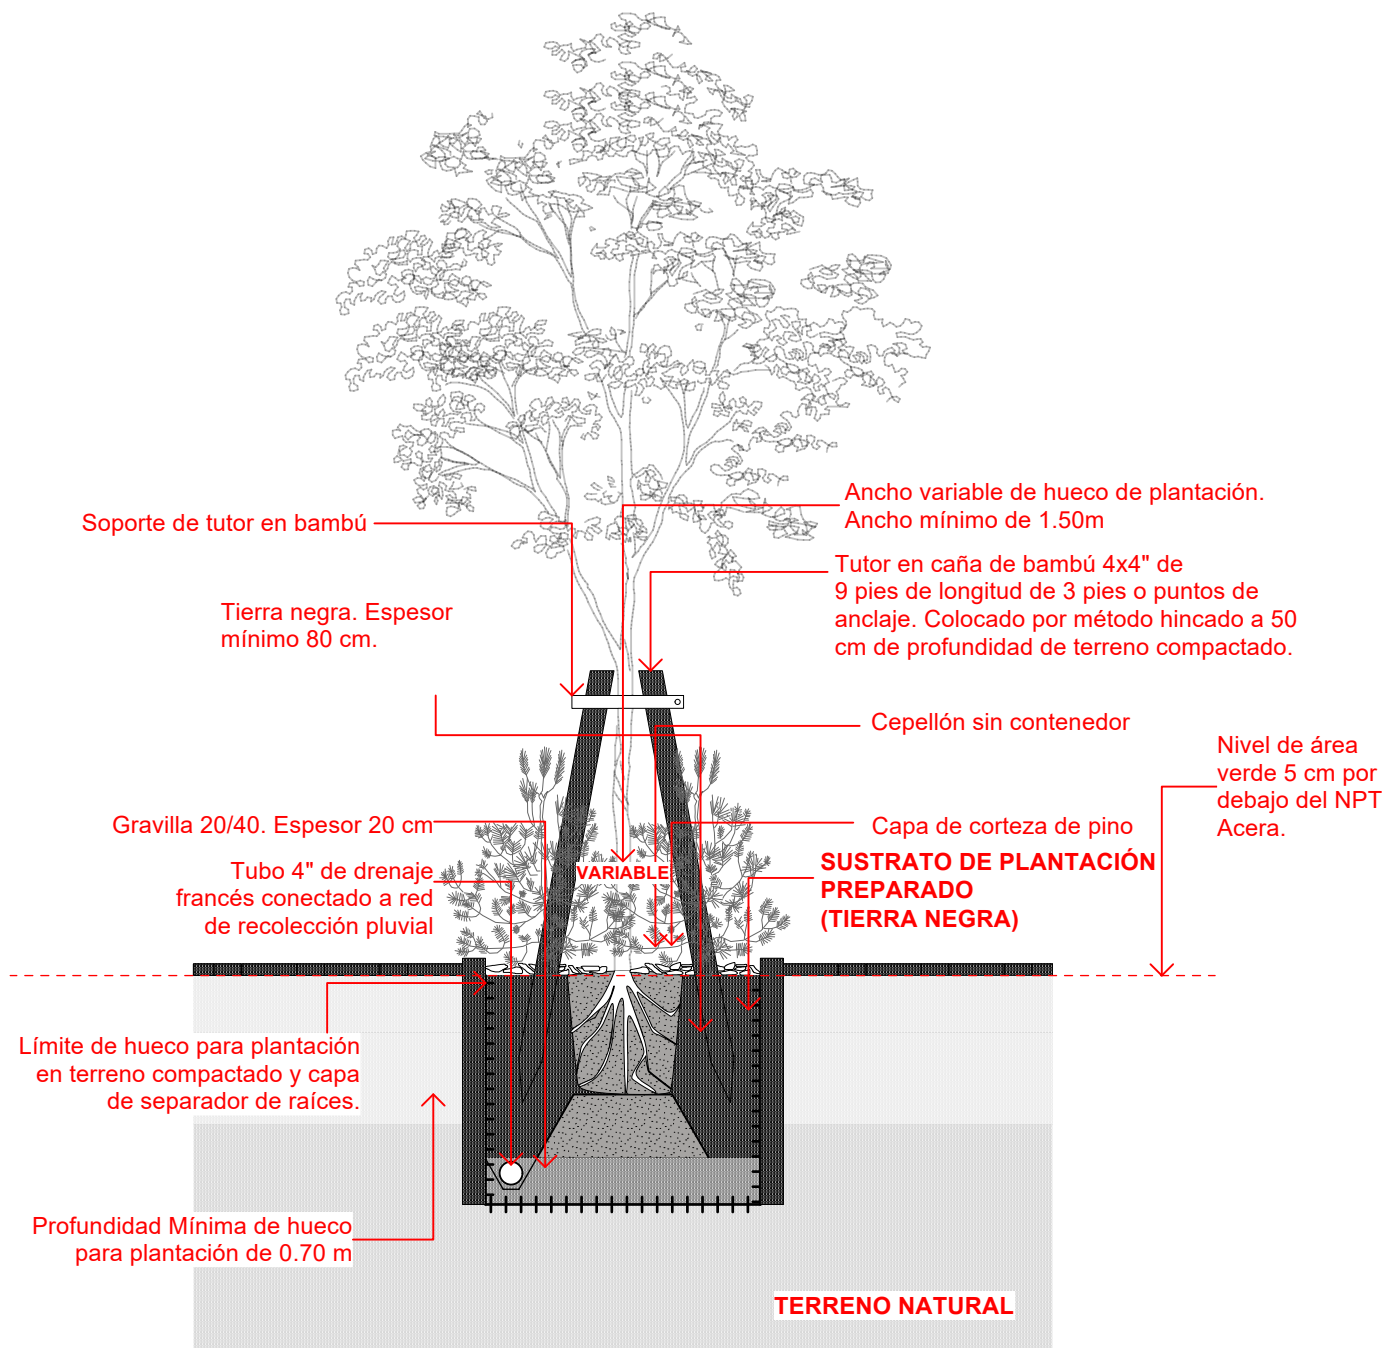 Ancho variable de hueco de plantación.
Ancho mínimo de 1.50m
Soporte de tutor en bambú
Tutor en caña de bambú 4x4" de
9 pies de longitud de 3 pies o puntos de
anclaje. Colocado por método hincado a 50
cm de profundidad de terreno compactado.
Tierra negra. Espesor
mínimo 80 cm.
Cepellón sin contenedor
Nivel de área
verde 5 cm por
debajo del NPT
Acera.
Gravilla 20/40. Espesor 20 cm
Capa de corteza de pino
Tubo 4" de drenaje
francés conectado a red
de recolección pluvial
VARIABLE
SUSTRATO DE PLANTACIÓN
PREPARADO
(TIERRA NEGRA)
Límite de hueco para plantación
en terreno compactado y capa
de separador de raíces.
Profundidad Mínima de hueco
para plantación de 0.70 m
TERRENO NATURAL